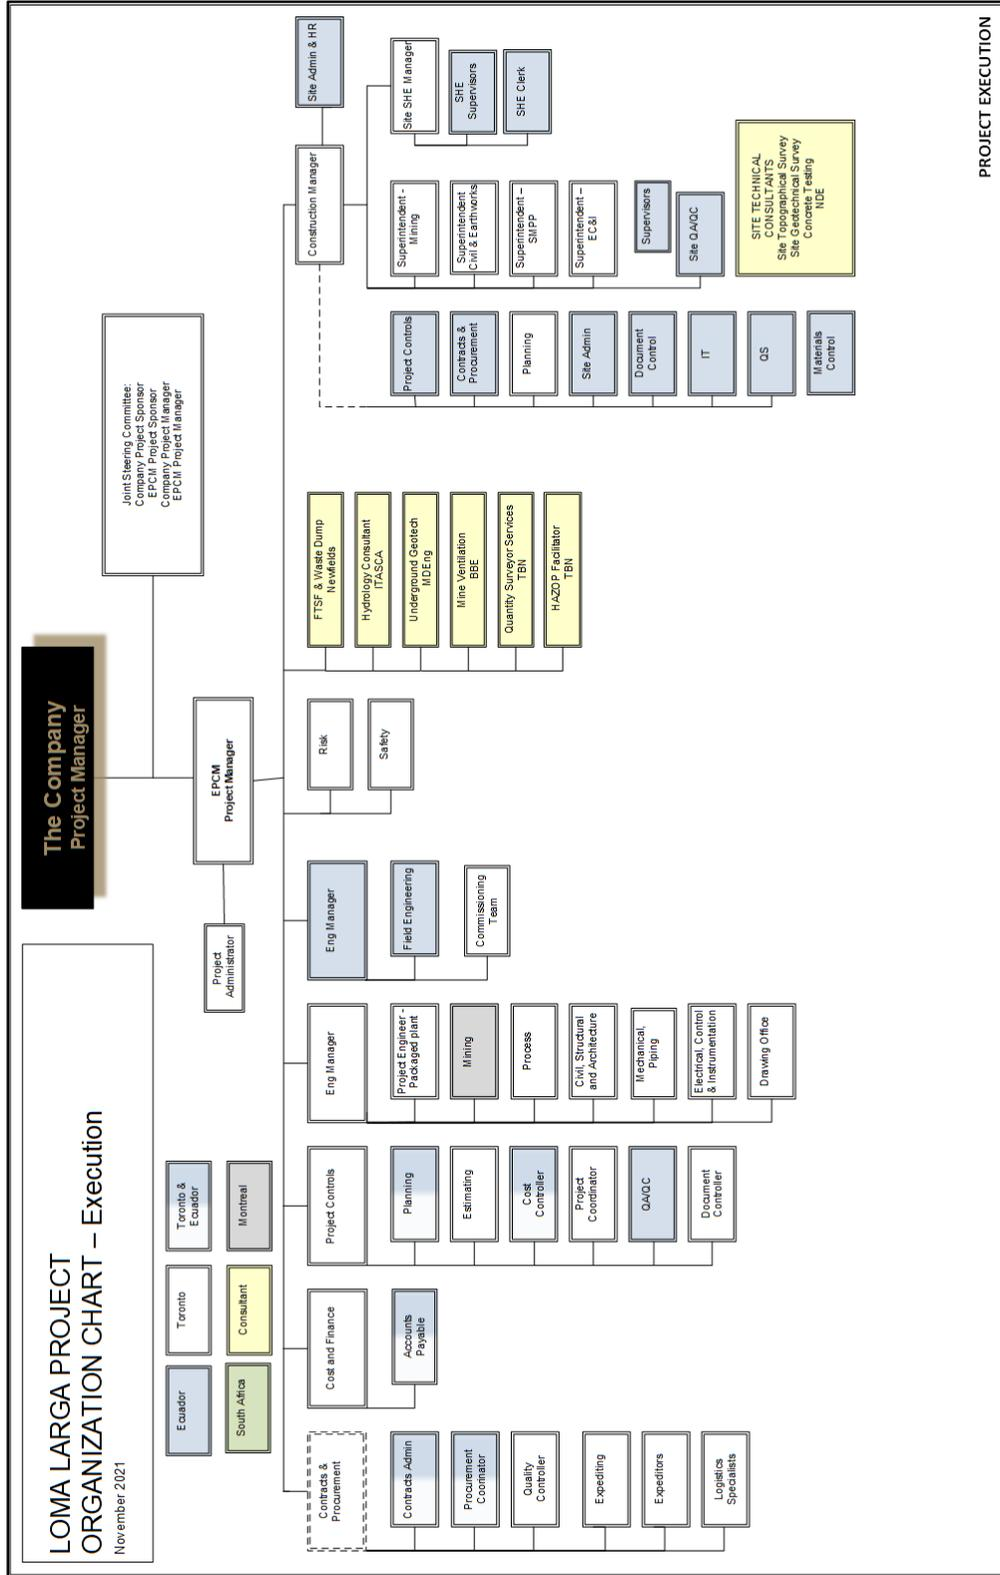 LOMA LARGA PROJECT
ORGANIZATION CHART – Execution
November 2021
The Company
Project Manager
Joint Steering Committee:
Company Project Sponsor
EPCM Project Sponsor
Company Project Manager
EPCM Project Manager
EPCM
Project Manager
Project
Administrator
Ecuador
Toronto
Toronto &
Ecuador
South Africa
Consultant
Montreal
Contracts &
Procurement
Contracts Admin
Procurement
Coorinator
Quality
Controller
Expediting
Expeditors
Logistics
Specialists
Cost and Finance
Accounts
Payable
Project Controls
Planning
Estimating
Cost
Controller
Project
Coordinator
QA/QC
Document
Controller
Eng Manager
Project Engineer -
Packaged plant
Mining
Process
Civil, Structural
and Architecture
Mechanical,
Piping
Electrical, Control
& Instrumentation
Drawing Office
Eng Manager
Field Engineering
Commissioning
Team
Risk
Safety
FTSF & Waste Dump
Newfields
Hydrology Consultant
ITASCA
Underground Geotech
MDEng
Mine Ventilation
BBE
Quantity Surveyor Services
TBN
HAZOP Facilitator
TBN
Construction Manager
Site Admin & HR
Project Controls
Contracts &
Procurement
Planning
Site Admin
Document
Control
IT
QS
Materials
Control
Superintendent -
Mining
Superintendent
Civil & Earthworks
Superintendent –
SMPP
Superintendent –
EC&I
Supervisors
Site QA/QC
Site SHE Manager
SHE
Supervisors
SHE Clerk
SITE TECHNICAL
CONSULTANTS
Site Topographical Survey
Site Geotechnical Survey
Concrete Testing
NDE
PROJECT EXECUTION